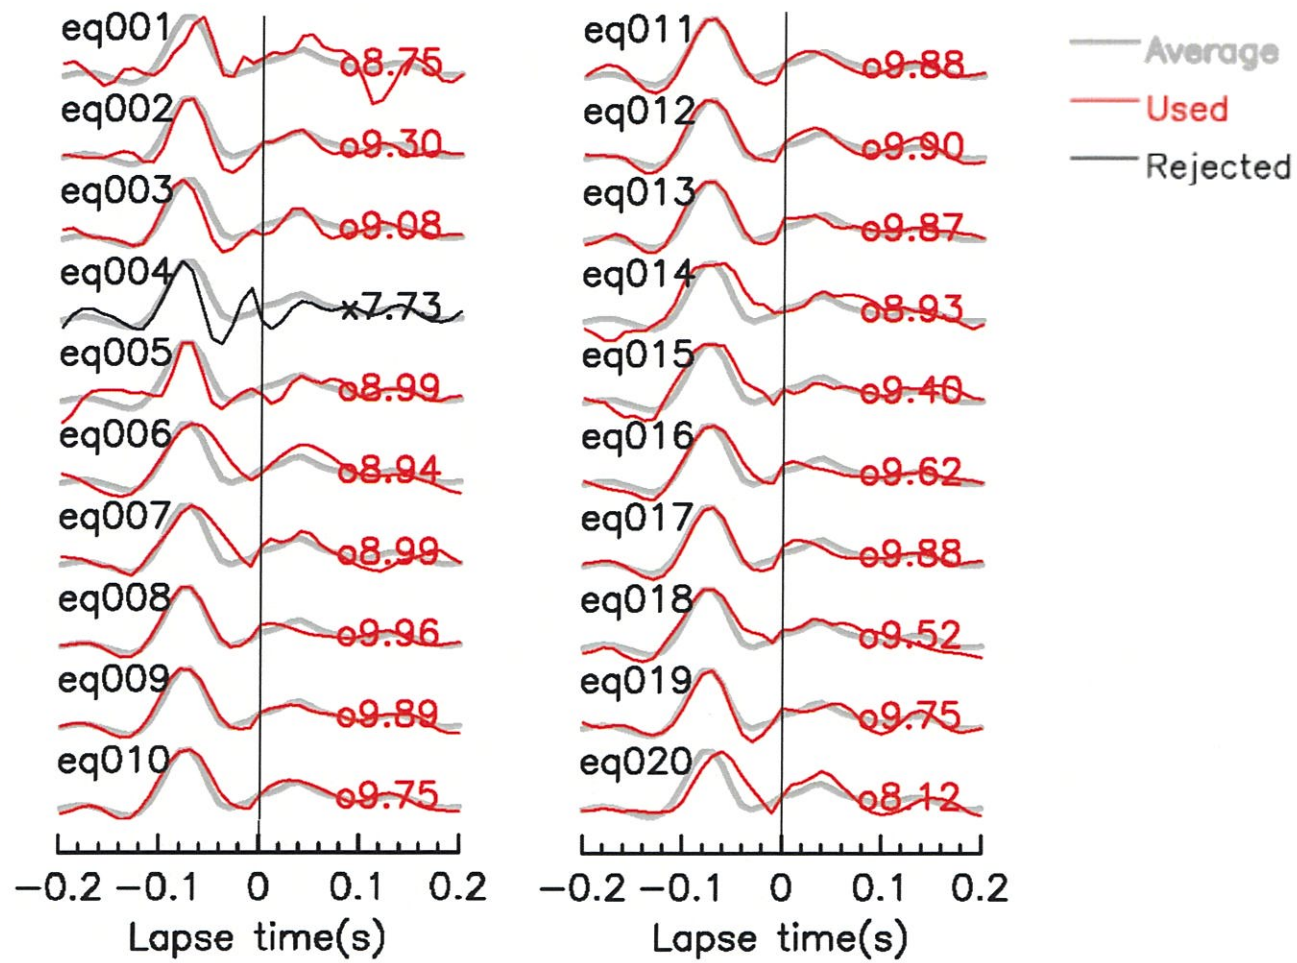 eq001 o8.75
eq002 o9.30
eq003 o9.08
eq004 x7.73
eq005 o8.99
eq006 o8.94
eq007 o8.99
eq008 o9.96
eq009 o9.89
eq010 o9.75
−0.2 −0.1 0 0.1 0.2
Lapse time(s)
eq011 o9.88
eq012 o9.90
eq013 o9.87
eq014 o8.93
eq015 o9.40
eq016 o9.62
eq017 o9.88
eq018 o9.52
eq019 o9.75
eq020 o8.12
−0.2 −0.1 0 0.1 0.2
Lapse time(s)
Average
Used
Rejected